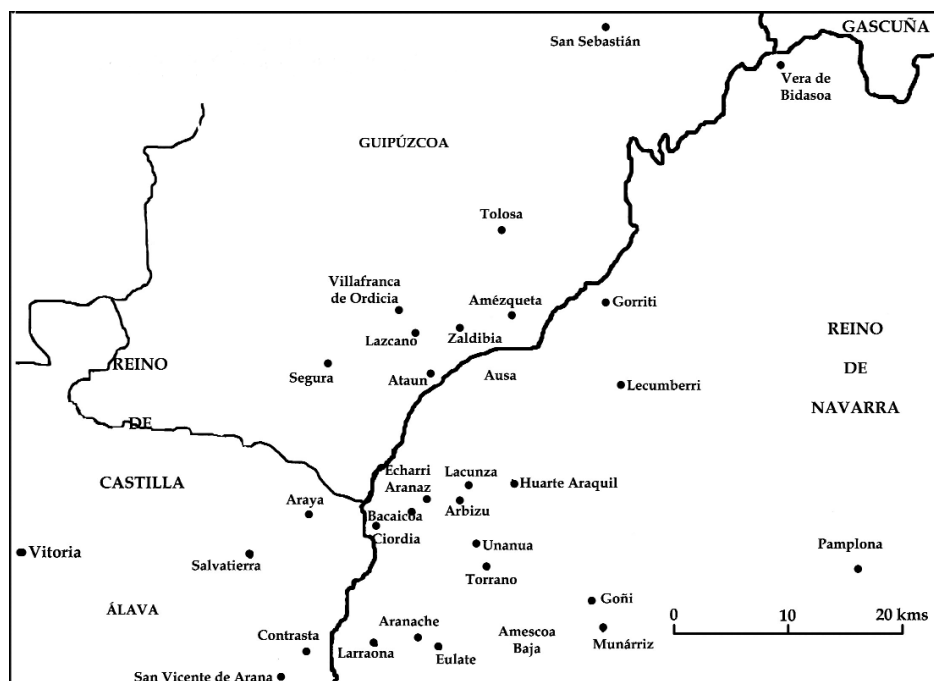 GASCUÑA
San Sebastián
Vera de
Bidasoa
GUIPÚZCOA
Tolosa
Villafranca
de Ordicia
Amézqueta
Gorriti
Lazcano
Zaldibia
REINO
DE
NAVARRA
REINO
DE
CASTILLA
Segura
Ataun
Ausa
Lecumberri
Echarri
Aranaz
Lacunza
Huarte Araquil
Araya
Bacaicoa
Arbizu
Ciordia
Vitoria
Salvatierra
Unanua
Torrano
Pamplona
ÁLAVA
Goñi
0 10 20 kms
Contrasta
Aranache
Amescoa
Baja
Munárriz
Larraona
Eulate
San Vicente de Arana